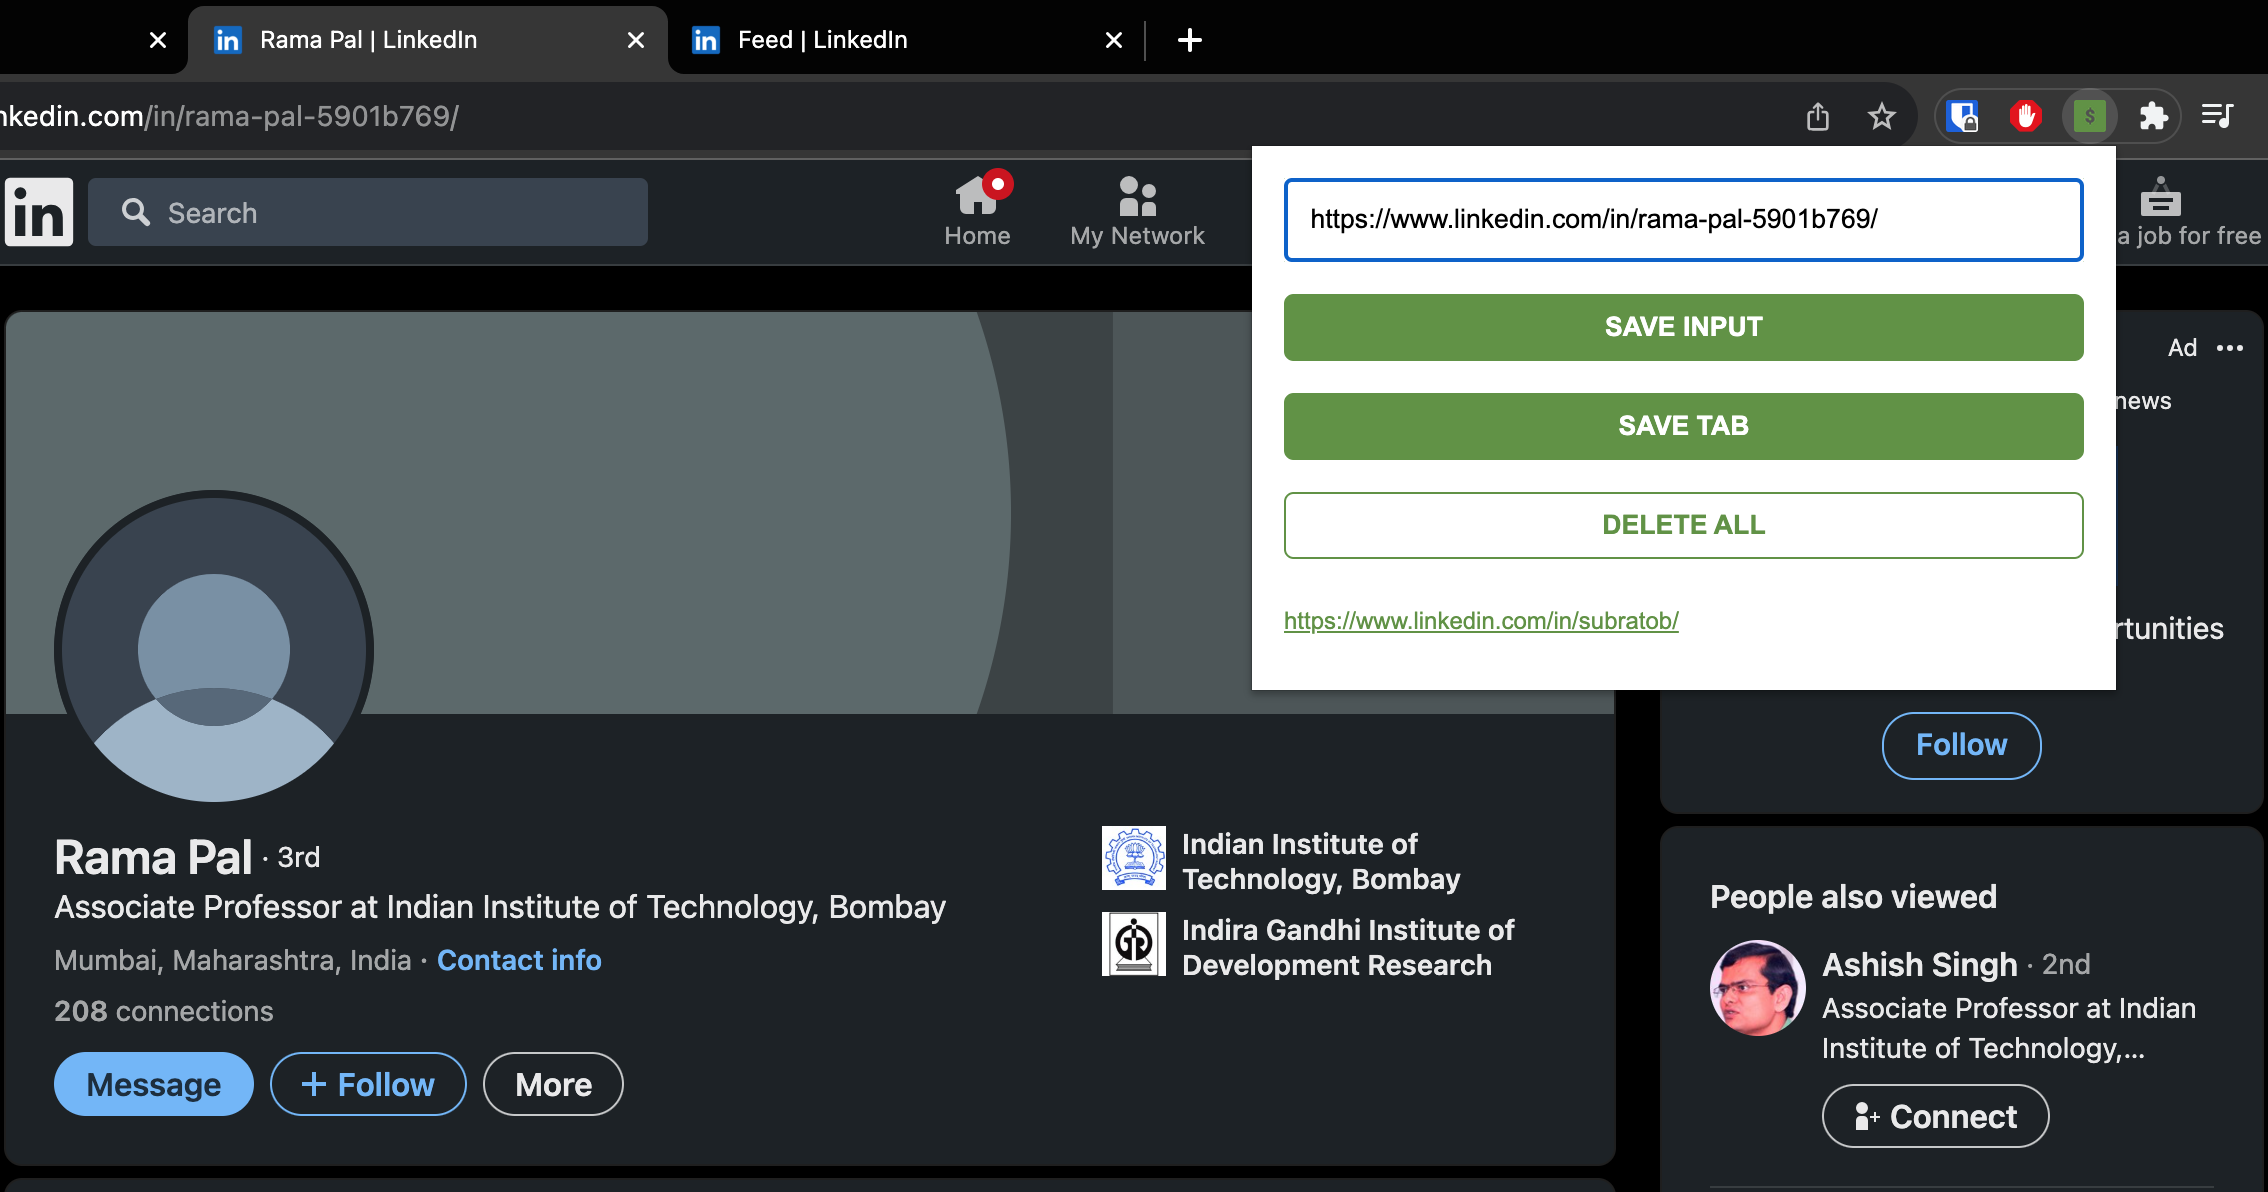 Rama Pal | LinkedIn
Feed | LinkedIn
nkedin.com/in/rama-pal-5901b769/
$
in
Search
Home
My Network
a job for free
https://www.linkedin.com/in/rama-pal-5901b769/
SAVE INPUT
SAVE TAB
DELETE ALL
https://www.linkedin.com/in/subratob/
Ad
news
rtunities
Follow
Rama Pal · 3rd
Associate Professor at Indian Institute of Technology, Bombay
Mumbai, Maharashtra, India · Contact info
208 connections
Message
+ Follow
More
Indian Institute of
Technology, Bombay
Indira Gandhi Institute of
Development Research
People also viewed
Ashish Singh · 2nd
Associate Professor at Indian
Institute of Technology,...
Connect